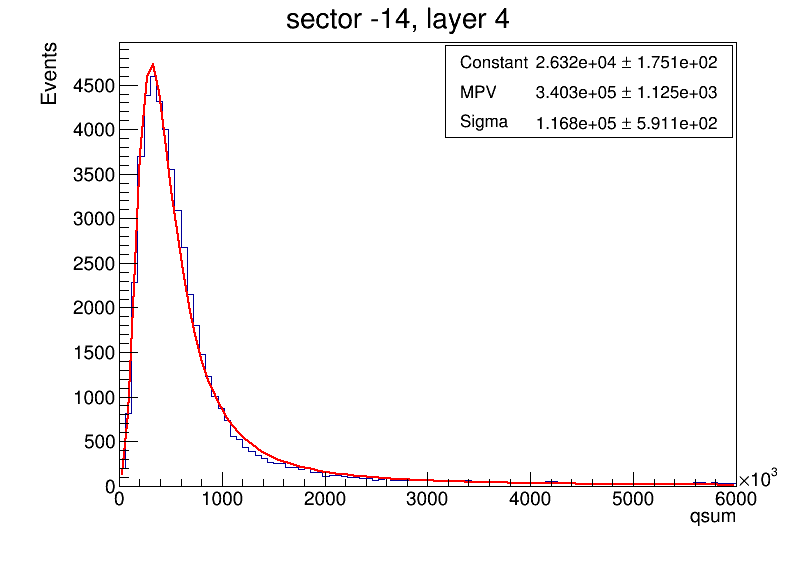 sector -14, layer 4
Events
Constant 2.632e+04 ± 1.751e+02
MPV 3.403e+05 ± 1.125e+03
Sigma 1.168e+05 ± 5.911e+02
4500
4000
3500
3000
2500
2000
1500
1000
500
0
0 1000 2000 3000 4000 5000 6000
×10³
qsum